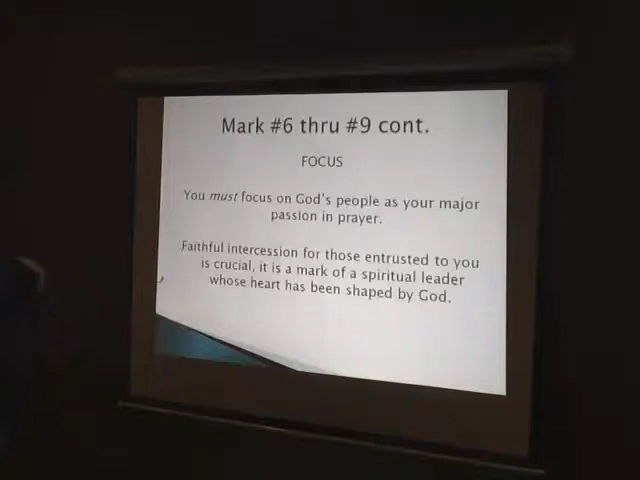 Mark #6 thru #9 cont.
FOCUS
You must focus on God's people as your major
passion in prayer.
Faithful intercession for those entrusted to you
is crucial, it is a mark of a spiritual leader
whose heart has been shaped by God.